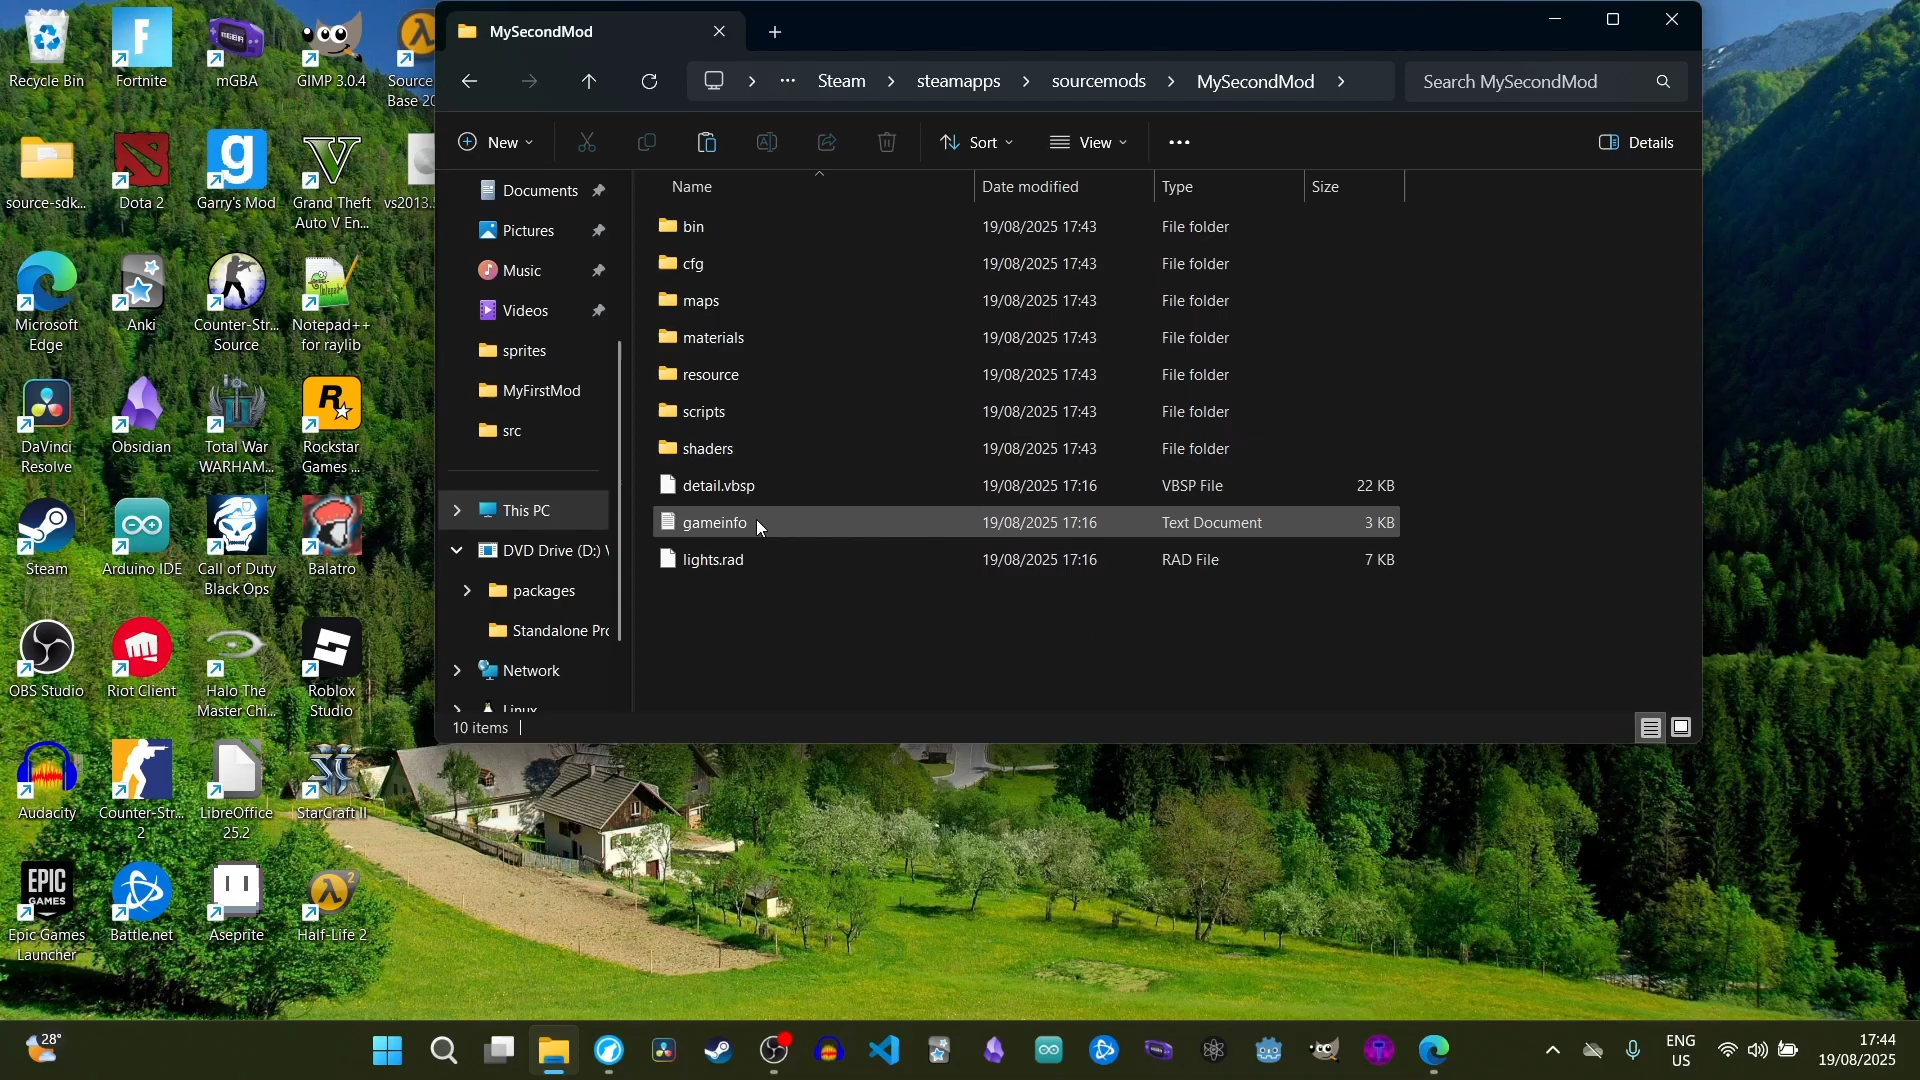 Recycle Bin
Fortnite
mGBA
GIMP 3.0.4
Source
Base 20
source-sdk...
Dota 2
Garry's Mod
Grand Theft
Auto V En...
vs2013.
Microsoft
Edge
Anki
Counter-Str...
Source
Notepad++
for raylib
DaVinci
Resolve
Obsidian
Total War
WARHAM...
Rockstar
Games ...
Steam
Arduino IDE
Call of Duty
Black Ops
Balatro
OBS Studio
Riot Client
Halo The
Master Chi...
Roblox
Studio
Audacity
Counter-Str...
2
LibreOffice
25.2
StarCraft II
EPIC
GAMES
Epic Games
Launcher
Battle.net
Aseprite
Half-Life 2
MySecondMod
Steam
steamapps
sourcemods
MySecondMod
Search MySecondMod
New
Sort
View
Details
Documents
Pictures
Music
Videos
sprites
MyFirstMod
src
This PC
DVD Drive (D:) V
packages
Standalone Pro
Network
Linux
Name Date modified Type Size
bin 19/08/2025 17:43 File folder
cfg 19/08/2025 17:43 File folder
maps 19/08/2025 17:43 File folder
materials 19/08/2025 17:43 File folder
resource 19/08/2025 17:43 File folder
scripts 19/08/2025 17:43 File folder
shaders 19/08/2025 17:43 File folder
detail.vbsp 19/08/2025 17:16 VBSP File 22 KB
gameinfo 19/08/2025 17:16 Text Document 3 KB
lights.rad 19/08/2025 17:16 RAD File 7 KB
10 items
28°
ENG
US
17:44
19/08/2025